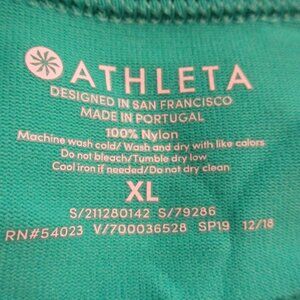 ATHLETA
DESIGNED IN SAN FRANCISCO
MADE IN PORTUGAL
100% Nylon
Machine wash cold/ Wash and dry with like colors
Do not bleach/Tumble dry low
Cool iron if needed/Do not dry clean
XL
S/211280142 S/79286
RN#54023 V/700036528 SP19 12/18